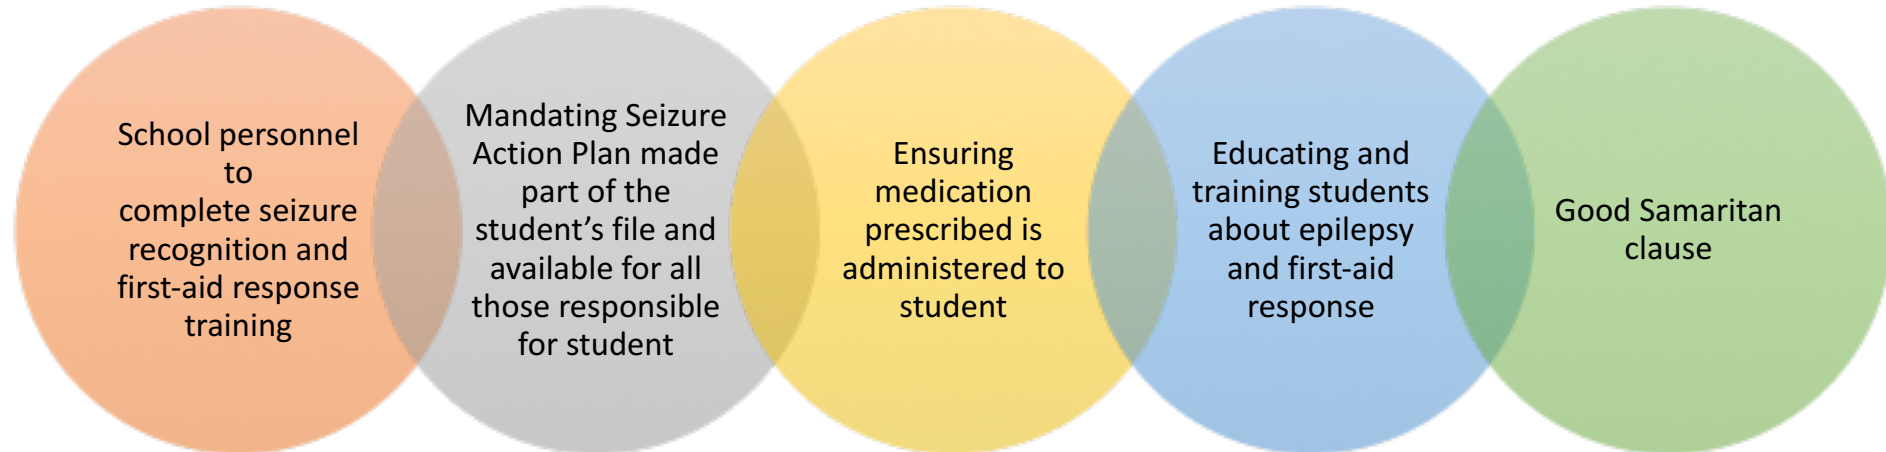 School personnel
to
complete seizure
recognition and
first-aid response
training
Mandating Seizure
Action Plan made
part of the
student’s file and
available for all
those responsible
for student
Ensuring
medication
prescribed is
administered to
student
Educating and
training students
about epilepsy
and first-aid
response
Good Samaritan
clause